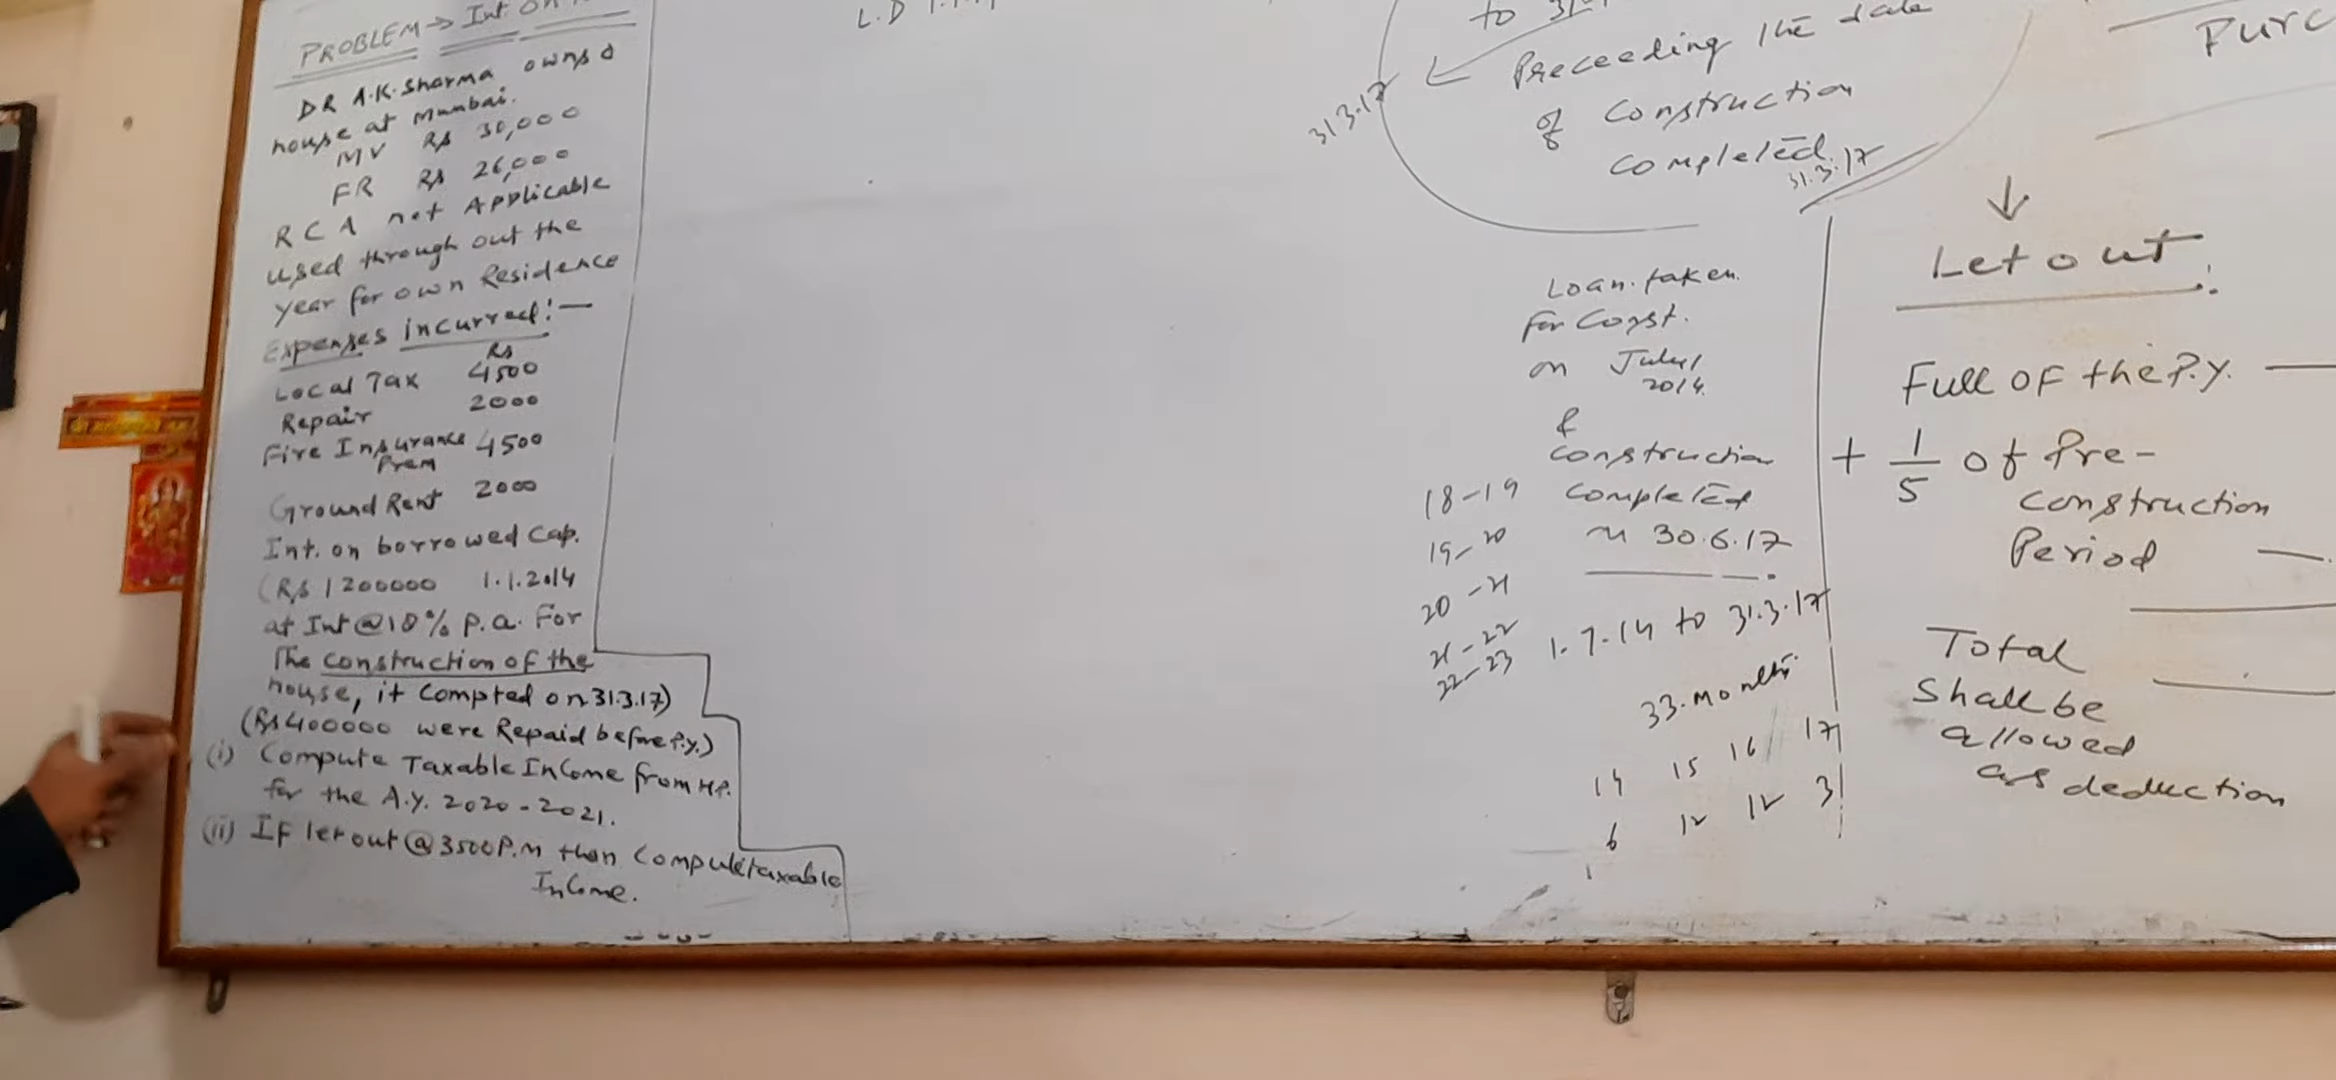 PROBLEM → Int. on
DR A.K. Sharma owns a
house at Mumbai.
MV Rs 30,000
FR Rs 26,000
RCA not Applicable
used through out the
year for own Residence
Expenses incurred:—
Rs
Local Tax 4500
Repair 2000
Fire Insurance 4500
Prem
Ground Rent 2000
Int. on borrowed cap.
(Rs 1200000 1.1.2014
at Int @ 10% p.a. For
The construction of the
house, it compted on 31.3.17)
(Rs 400000 were Repaid before P.Y.)
(i) Compute Taxable Income from H.P.
for the A.Y. 2020-2021.
(ii) If let out @ 3500 P.M than compute taxable
Income.
L.D
to
Preceeding the date
31.3.17
of construction
completed.
31.3.17
Loan taken
for Const.
on July 1
2014.
&
construction
completed
30.6.17
18-19
19-20
20-21
21-22
22-23
1.7.14 to 31.3.17
33 months
14 15 16 17
6 12 12 3
Purc
↓
Let out
Full of the P.Y.
+ 1/5 of Pre-
construction
Period
Total
shall be
allowed
as deduction